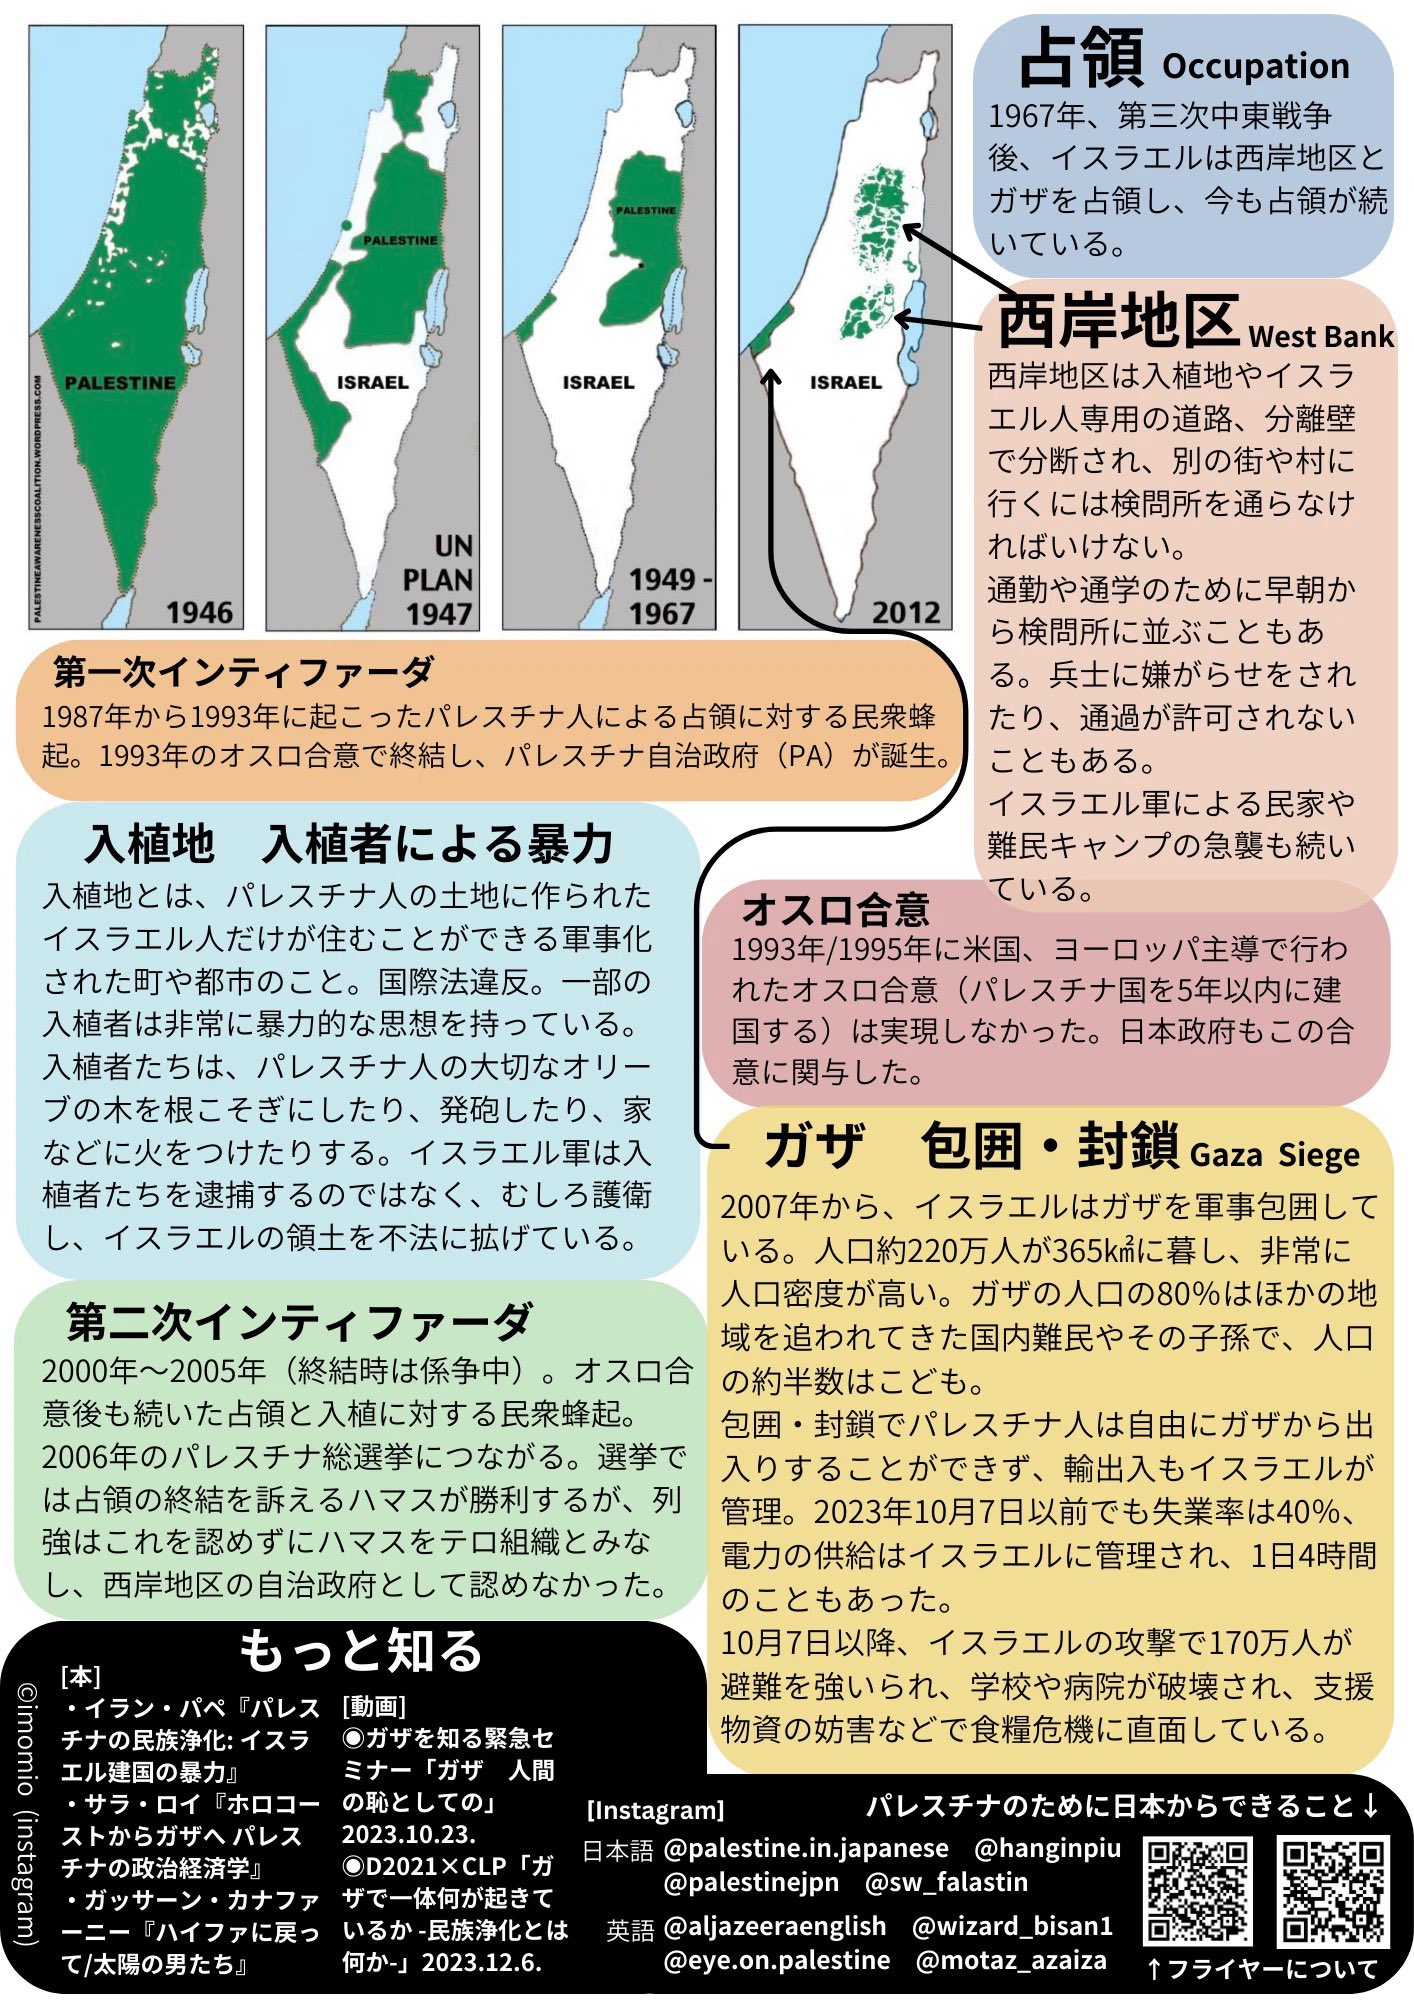 PALESTINEAWARENESSCOALITION.WORDPRESS.COM
PALESTINE
1946
PALESTINE
ISRAEL
UN
PLAN
1947
PALESTINE
ISRAEL
1949 -
1967
ISRAEL
2012
占領 Occupation
1967年、第三次中東戦争
後、イスラエルは西岸地区と
ガザを占領し、今も占領が続
いている。
西岸地区 West Bank
西岸地区は入植地やイスラ
エル人専用の道路、分離壁
で分断され、別の街や村に
行くには検問所を通らなけ
ればいけない。
通勤や通学のために早朝か
ら検問所に並ぶこともあ
る。兵士に嫌がらせをされ
たり、通過が許可されない
こともある。
イスラエル軍による民家や
難民キャンプの急襲も続い
ている。
第一次インティファーダ
1987年から1993年に起こったパレスチナ人による占領に対する民衆蜂
起。1993年のオスロ合意で終結し、パレスチナ自治政府（PA）が誕生。
入植地　入植者による暴力
入植地とは、パレスチナ人の土地に作られた
イスラエル人だけが住むことができる軍事化
された町や都市のこと。国際法違反。一部の
入植者は非常に暴力的な思想を持っている。
入植者たちは、パレスチナ人の大切なオリー
ブの木を根こそぎにしたり、発砲したり、家
などに火をつけたりする。イスラエル軍は入
植者たちを逮捕するのではなく、むしろ護衛
し、イスラエルの領土を不法に拡げている。
オスロ合意
1993年/1995年に米国、ヨーロッパ主導で行わ
れたオスロ合意（パレスチナ国を5年以内に建
国する）は実現しなかった。日本政府もこの合
意に関与した。
ガザ　包囲・封鎖 Gaza Siege
2007年から、イスラエルはガザを軍事包囲して
いる。人口約220万人が365㎢に暮し、非常に
人口密度が高い。ガザの人口の80%はほかの地
域を追われてきた国内難民やその子孫で、人口
の約半数はこども。
包囲・封鎖でパレスチナ人は自由にガザから出
入りすることができず、輸出入もイスラエルが
管理。2023年10月7日以前でも失業率は40%、
電力の供給はイスラエルに管理され、1日4時間
のこともあった。
10月7日以降、イスラエルの攻撃で170万人が
避難を強いられ、学校や病院が破壊され、支援
物資の妨害などで食糧危機に直面している。
第二次インティファーダ
2000年〜2005年（終結時は係争中）。オスロ合
意後も続いた占領と入植に対する民衆蜂起。
2006年のパレスチナ総選挙につながる。選挙で
は占領の終結を訴えるハマスが勝利するが、列
強はこれを認めずにハマスをテロ組織とみな
し、西岸地区の自治政府として認めなかった。
もっと知る
[本]
・イラン・パペ『パレス
チナの民族浄化: イスラ
エル建国の暴力』
・サラ・ロイ『ホロコー
ストからガザへ パレス
チナの政治経済学』
・ガッサーン・カナファ
ーニー『ハイファに戻っ
て/太陽の男たち』
[動画]
◉ガザを知る緊急セ
ミナー「ガザ　人間
の恥としての」
2023.10.23.
◉D2021×CLP「ガ
ザで一体何が起きて
いるか -民族浄化とは
何か-」2023.12.6.
©imomio (instagram)
[Instagram]
日本語 @palestine.in.japanese @hanginpiu
@palestinejpn @sw_falastin
英語 @aljazeeraenglish @wizard_bisan1
@eye.on.palestine @motaz_azaiza
パレスチナのために日本からできること↓
↑フライヤーについて